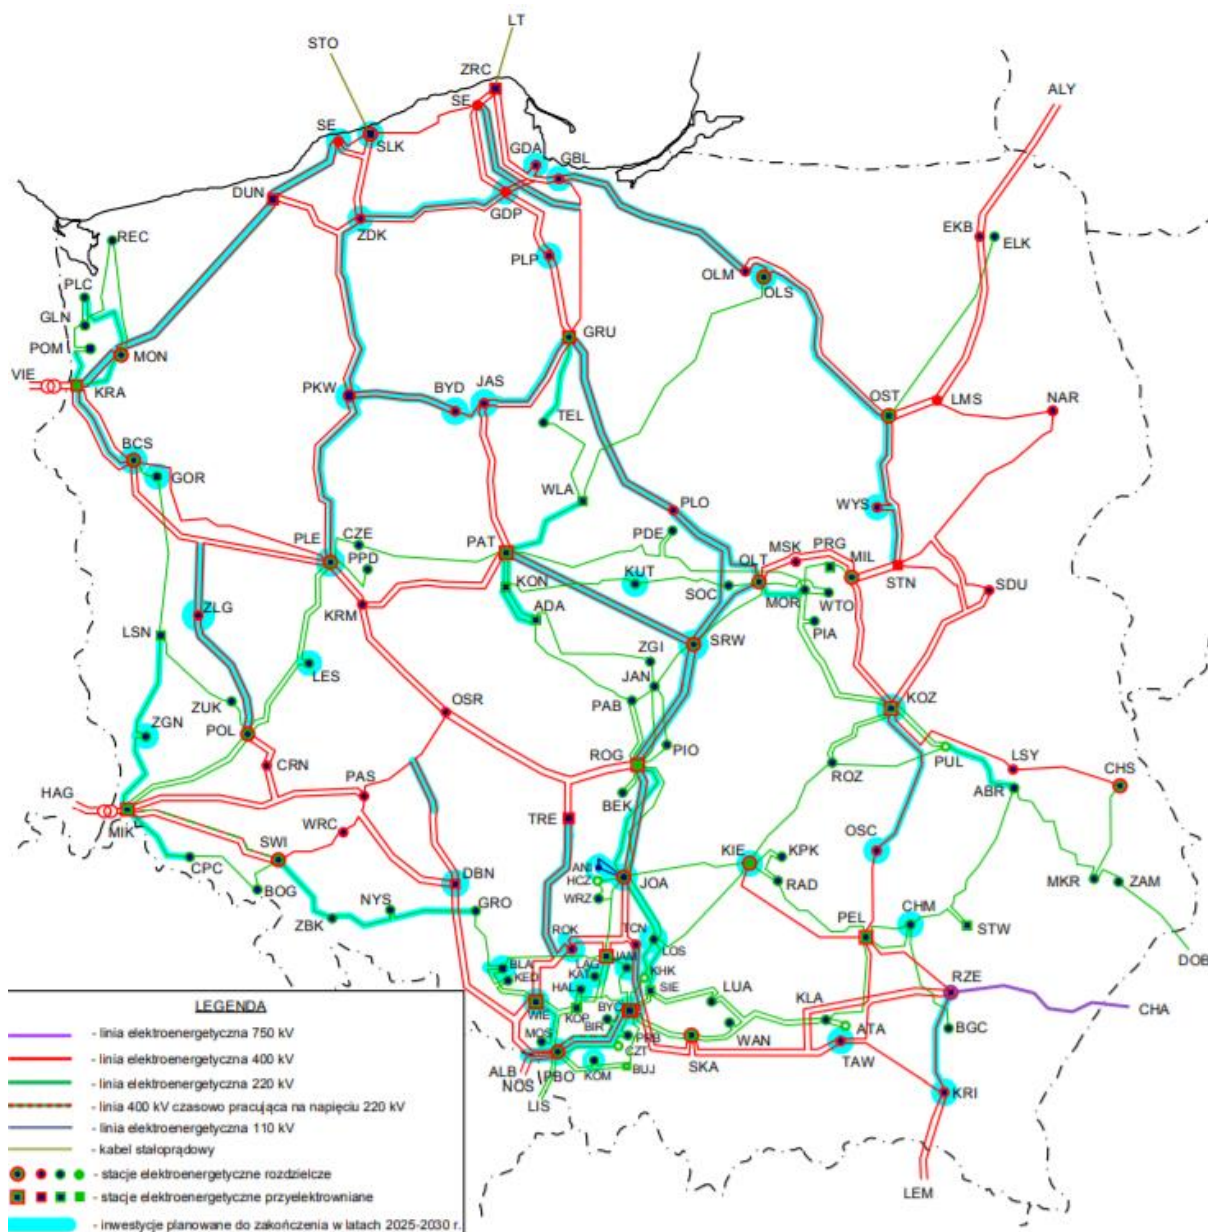 LT
STO
ZRC
SE
ALY
SE
SLK
GDA
GBL
DUN
GDP
ZDK
EKB
ELK
REC
PLP
OLM
OLS
PLC
GLN
GRU
POM
MON
VIE
KRA
PKW
BYD
JAS
OST
LMS
NAR
TEL
BCS
GOR
WLA
PLO
WYS
PLE
CZE
PPD
PAT
PDE
OLT
MSK
PRG
MIL
STN
KON
KUT
SOC
MOR
WTO
SDU
ZLG
KRM
ADA
PIA
LSN
SRW
ZGI
LES
JAN
ZUK
OSR
PAB
KOZ
ZGN
POL
ROG
PIO
PUL
LSY
CHS
CRN
ROZ
ABR
HAG
PAS
BEK
MIK
WRC
TRE
SWI
OSC
KIE
KPK
ANI
HCZ
JOA
CPC
BOG
DBN
WRZ
RAD
MKR
ZAM
NYS
GRO
ZBK
PEL
CHM
STW
ROK
TCN
LOS
DOB
BLA
LAG
JAM
KED
KAT
KHK
HAL
SIE
LUA
KLA
RZE
CHA
WIE
KOP
BYC
BIR
WAN
ATA
BGC
MOS
PRB
CZT
ALB
NOS
PBO
KOM
BUJ
SKA
TAW
LIS
KRI
LEM
LEGENDA
- linia elektroenergetyczna 750 kV
- linia elektroenergetyczna 400 kV
- linia elektroenergetyczna 220 kV
- linia 400 kV czasowo pracująca na napięciu 220 kV
- linia elektroenergetyczna 110 kV
- kabel stałoprądowy
- stacje elektroenergetyczne rozdzielcze
- stacje elektroenergetyczne przyelektrowniane
- inwestycje planowane do zakończenia w latach 2025-2030 r.